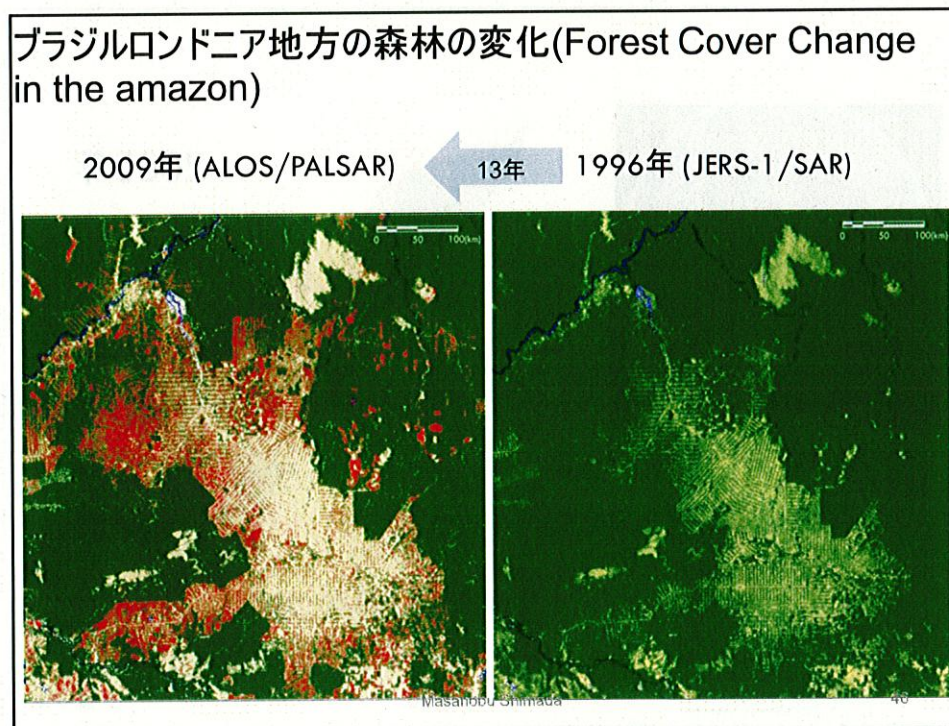 ブラジルロンドニア地方の森林の変化(Forest Cover Change
in the amazon)
2009年 (ALOS/PALSAR)
13年
1996年 (JERS-1/SAR)
0 50 100(km)
0 50 100(km)
Masanobu Shimada
46